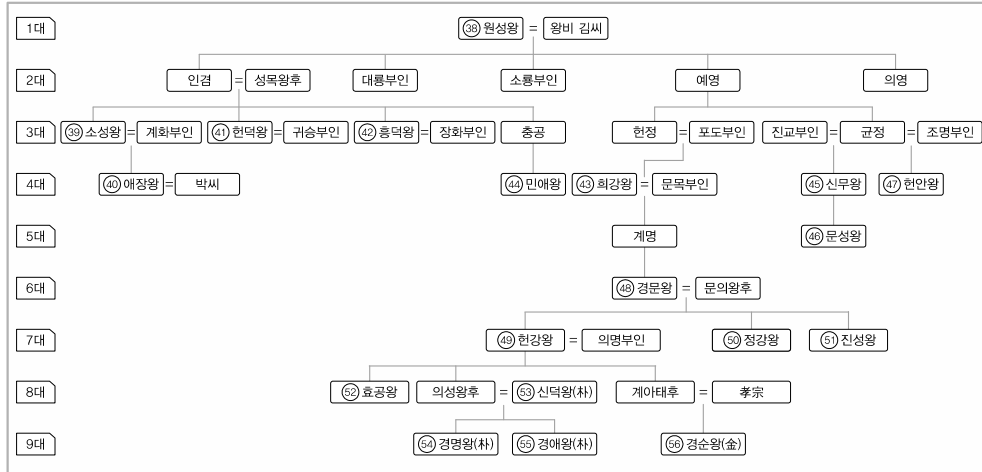 1대 ㊳ 원성왕 = 왕비 김씨
2대 인겸 = 성목왕후 대룡부인 소룡부인 예영 의영
3대 ㊴ 소성왕 = 계화부인 ㊶ 헌덕왕 = 귀승부인 ㊷ 흥덕왕 = 장화부인 충공 헌정 = 포도부인 진교부인 = 균정 = 조명부인
4대 ㊵ 애장왕 = 박씨 ㊹ 민애왕 ㊸ 희강왕 = 문목부인 ㊺ 신무왕 ㊼ 헌안왕
5대 계명 ㊻ 문성왕
6대 ㊽ 경문왕 = 문의왕후
7대 ㊾ 헌강왕 = 의명부인 ㊿ 정강왕 51 진성왕
8대 52 효공왕 의성왕후 = 53 신덕왕(朴) 계아태후 = 孝宗
9대 54 경명왕(朴) 55 경애왕(朴) 56 경순왕(金)